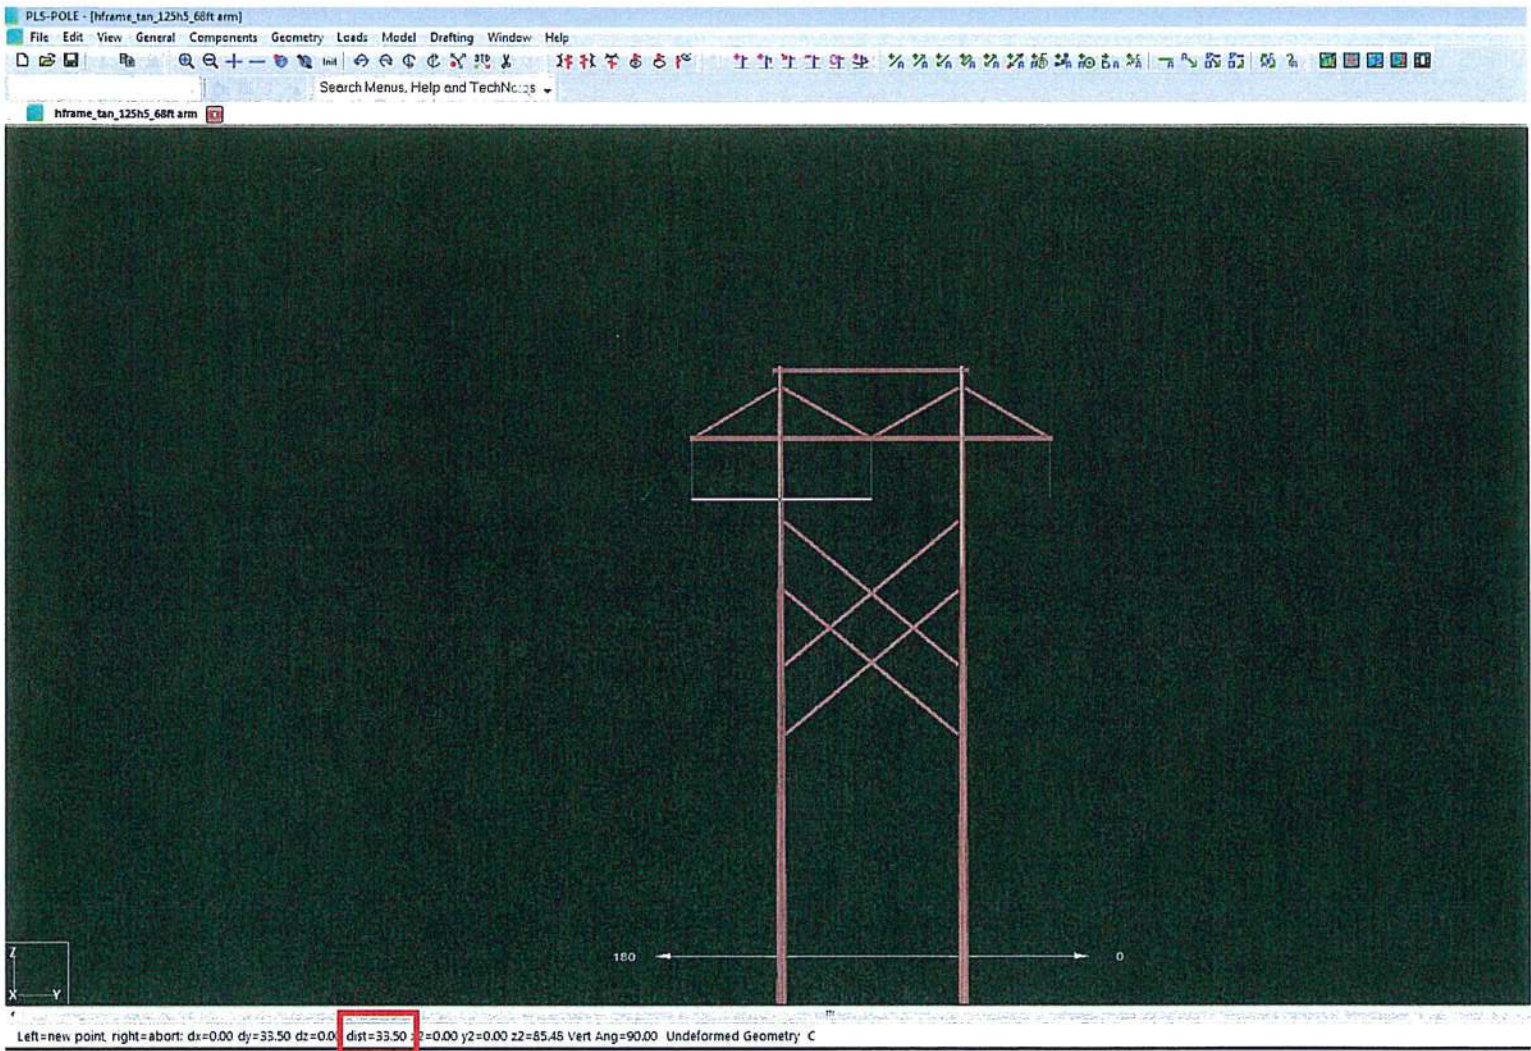 PLS-POLE - [hframe_tan_125h5_68ft arm]
File Edit View General Components Geometry Loads Model Drafting Window Help
Init
Search Menus, Help and TechNotes
hframe_tan_125h5_68ft arm
180 0
Z
X Y
Left=new point, right=abort: dx=0.00 dy=33.50 dz=0.00 dist=33.50 x2=0.00 y2=0.00 z2=85.48 Vert Ang=90.00 Undeformed Geometry C